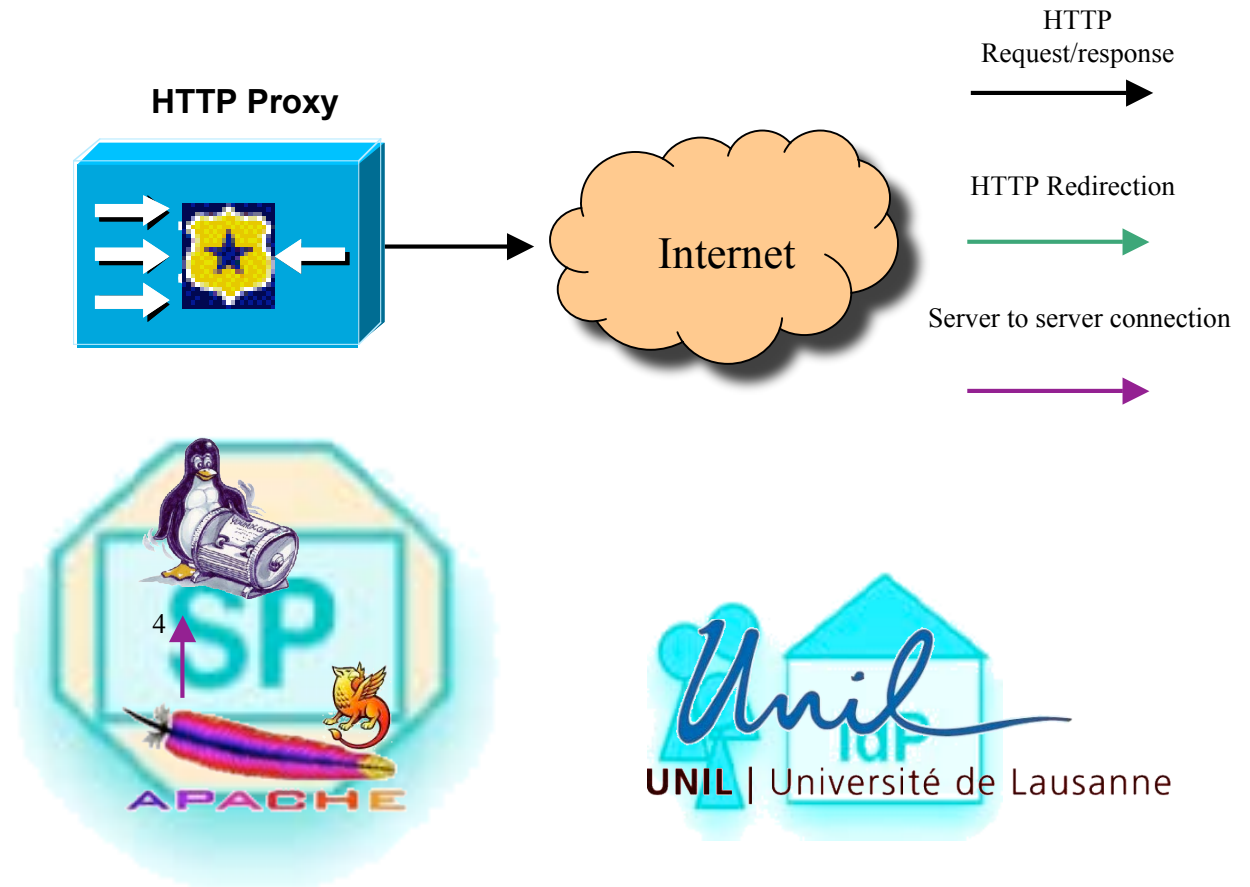 HTTP
Request/response
HTTP Proxy
HTTP Redirection
Internet
Server to server connection
SP
4
APACHE
Unil
IdP
UNIL | Université de Lausanne